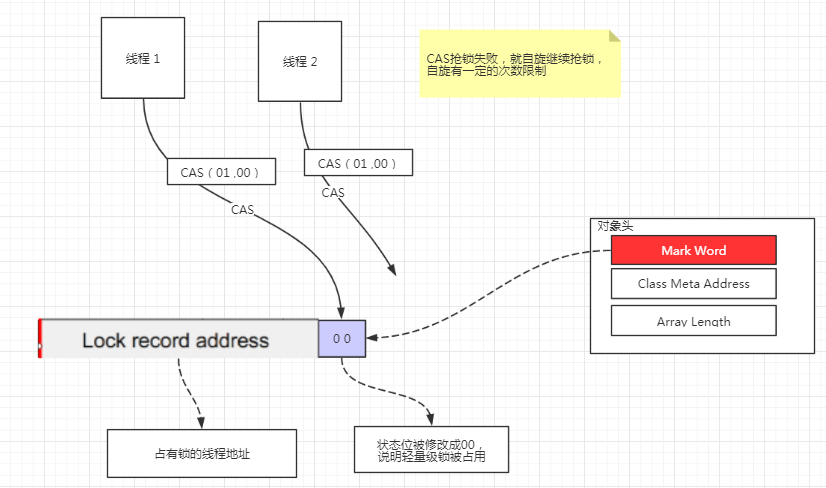 线程 1
线程 2
CAS抢锁失败，就自旋继续抢锁，
自旋有一定的次数限制
CAS（ 01 ,00 ）
CAS（ 01 ,00 ）
CAS
CAS
对象头
Mark Word
Class Meta Address
Array Length
Lock record address
0 0
占有锁的线程地址
状态位被修改成00，
说明轻量级锁被占用